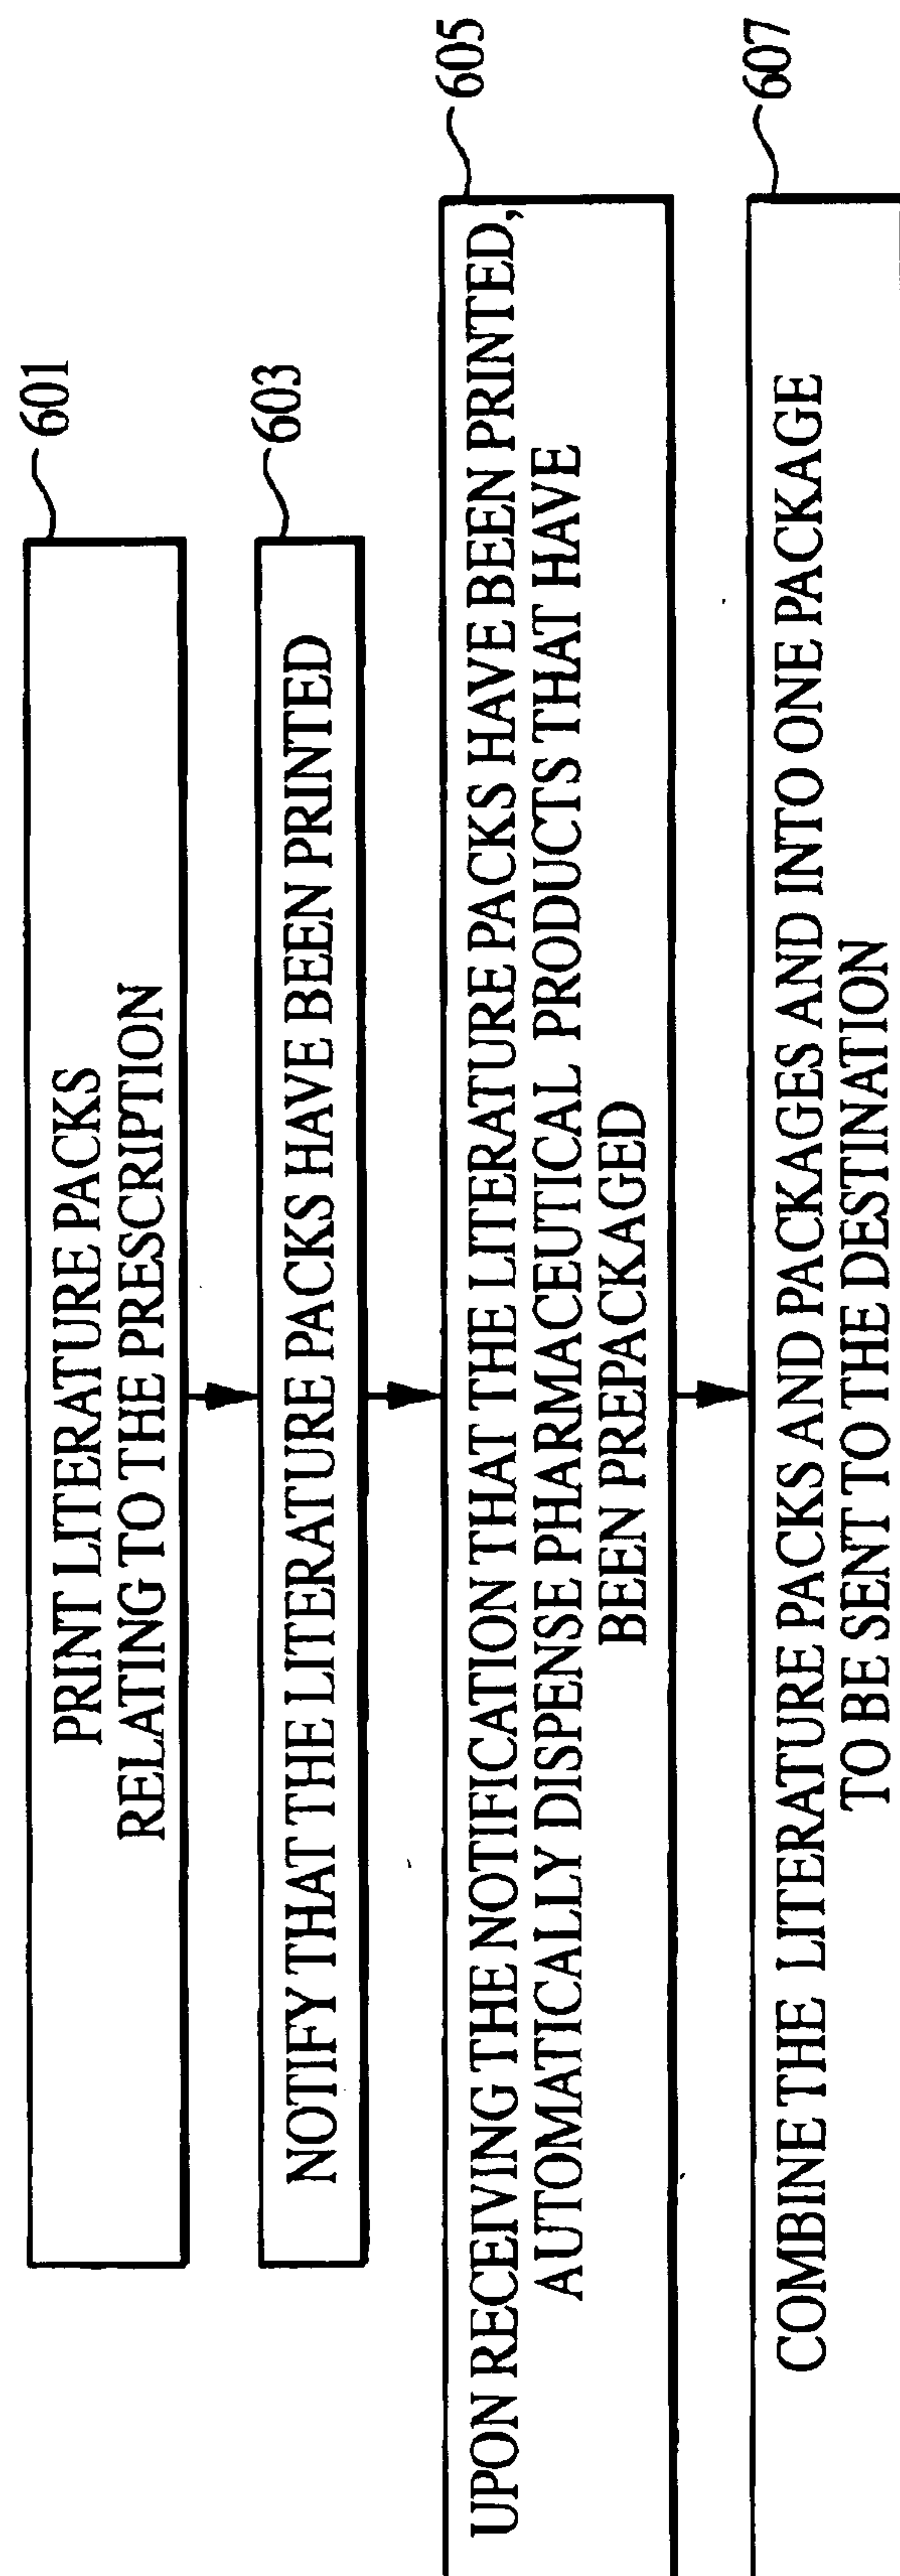 601
PRINT LITERATURE PACKS
RELATING TO THE PRESCRIPTION
603
NOTIFY THAT THE LITERATURE PACKS HAVE BEEN PRINTED
605
UPON RECEIVING THE NOTIFICATION THAT THE LITERATURE PACKS HAVE BEEN PRINTED,
AUTOMATICALLY DISPENSE PHARMACEUTICAL PRODUCTS THAT HAVE
BEEN PREPACKAGED
607
COMBINE THE LITERATURE PACKS AND PACKAGES AND INTO ONE PACKAGE
TO BE SENT TO THE DESTINATION